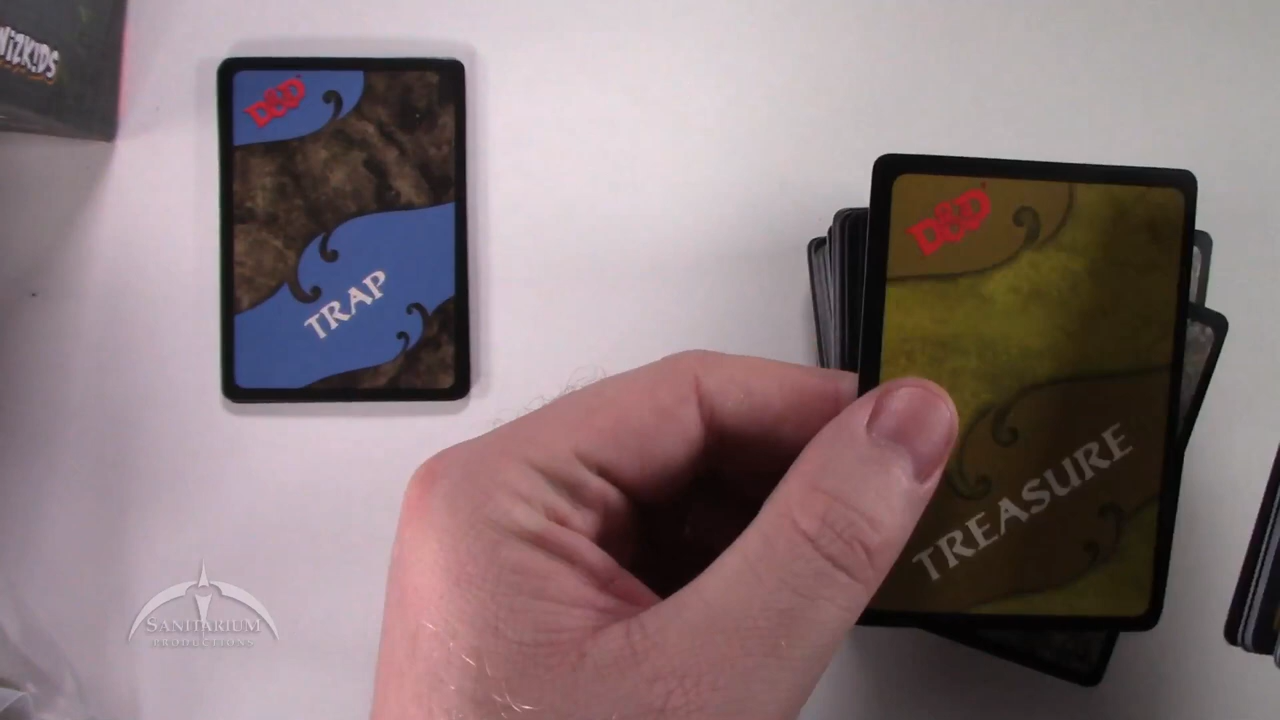 WIZKIDS
D&D
TRAP
D&D
TREASURE
SANITARIUM
PRODUCTIONS